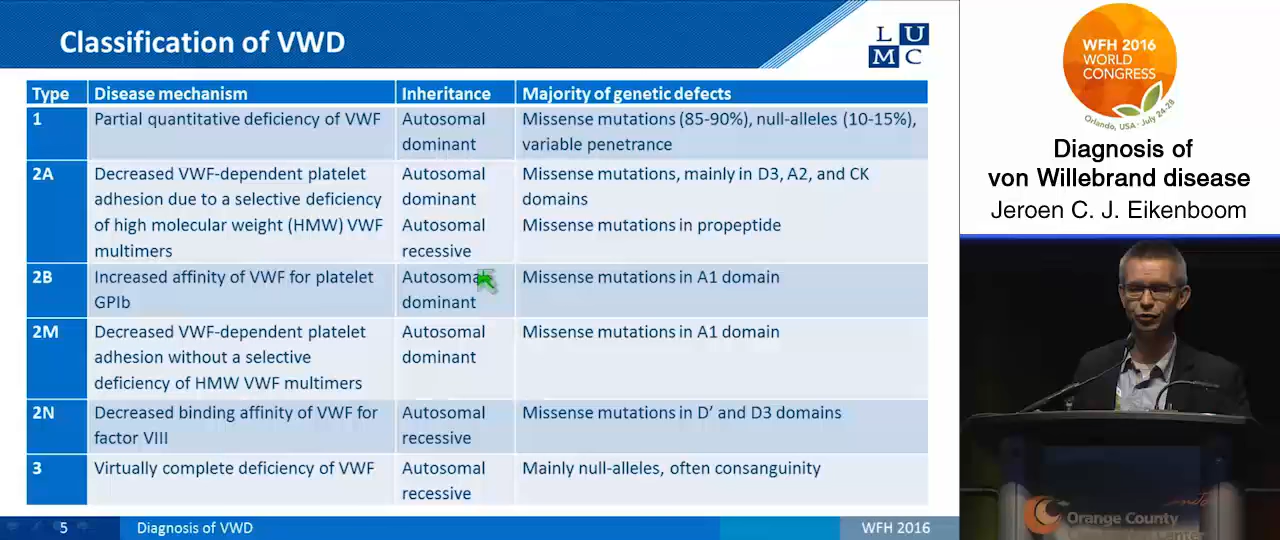 Classification of VWD
L U
M C
Type Disease mechanism Inheritance Majority of genetic defects
1 Partial quantitative deficiency of VWF Autosomal dominant Missense mutations (85-90%), null-alleles (10-15%), variable penetrance
2A Decreased VWF-dependent platelet adhesion due to a selective deficiency of high molecular weight (HMW) VWF multimers Autosomal dominant Autosomal recessive Missense mutations, mainly in D3, A2, and CK domains Missense mutations in propeptide
2B Increased affinity of VWF for platelet GPIb Autosomal dominant Missense mutations in A1 domain
2M Decreased VWF-dependent platelet adhesion without a selective deficiency of HMW VWF multimers Autosomal dominant Missense mutations in A1 domain
2N Decreased binding affinity of VWF for factor VIII Autosomal recessive Missense mutations in D’ and D3 domains
3 Virtually complete deficiency of VWF Autosomal recessive Mainly null-alleles, often consanguinity
5 Diagnosis of VWD WFH 2016
WFH 2016
WORLD
CONGRESS
Orlando, USA · July 24-28
Diagnosis of
von Willebrand disease
Jeroen C. J. Eikenboom
Orange County